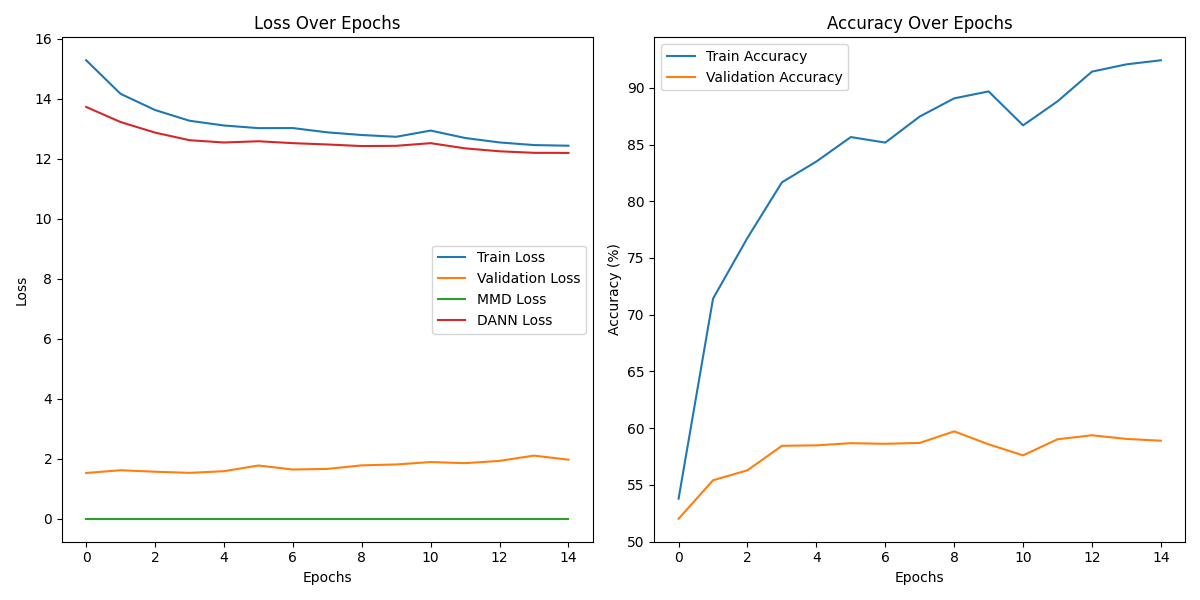 Loss Over Epochs
16
14
12
10
8
6
4
2
0
Loss
Train Loss
Validation Loss
MMD Loss
DANN Loss
0 2 4 6 8 10 12 14
Epochs
Accuracy Over Epochs
Train Accuracy
Validation Accuracy
90
85
80
75
70
65
60
55
50
Accuracy (%)
0 2 4 6 8 10 12 14
Epochs